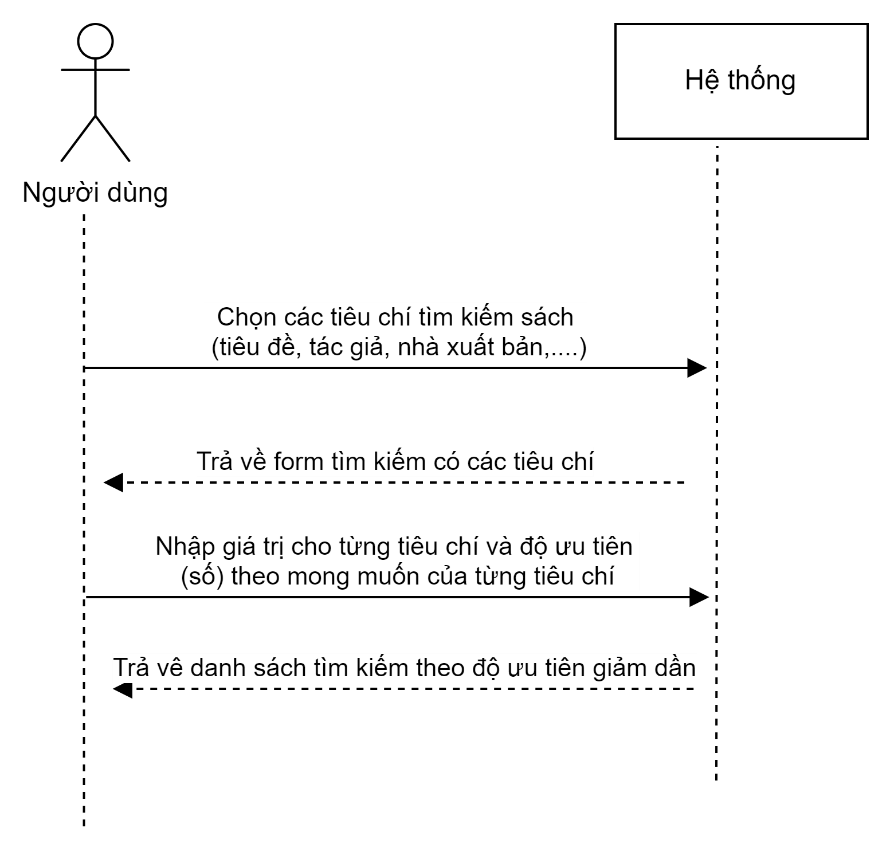 Hệ thống
Người dùng
Chọn các tiêu chí tìm kiếm sách
(tiêu đề, tác giả, nhà xuất bản,....)
Trả về form tìm kiếm có các tiêu chí
Nhập giá trị cho từng tiêu chí và độ ưu tiên
(số) theo mong muốn của từng tiêu chí
Trả vê danh sách tìm kiếm theo độ ưu tiên giảm dần